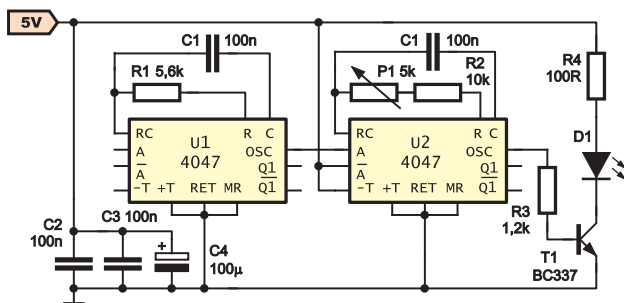 5V
C1 100n
R1 5,6k
RC R C
U1
4047
A OSC
A Q1
-T +T RET MR Q1
C1 100n
P1 5k R2
10k
RC R C
U2
4047
A OSC
A Q1
-T +T RET MR Q1
R4
100R
D1
R3
1,2k
T1
BC337
C2
100n
C3 100n
+
C4
100µ